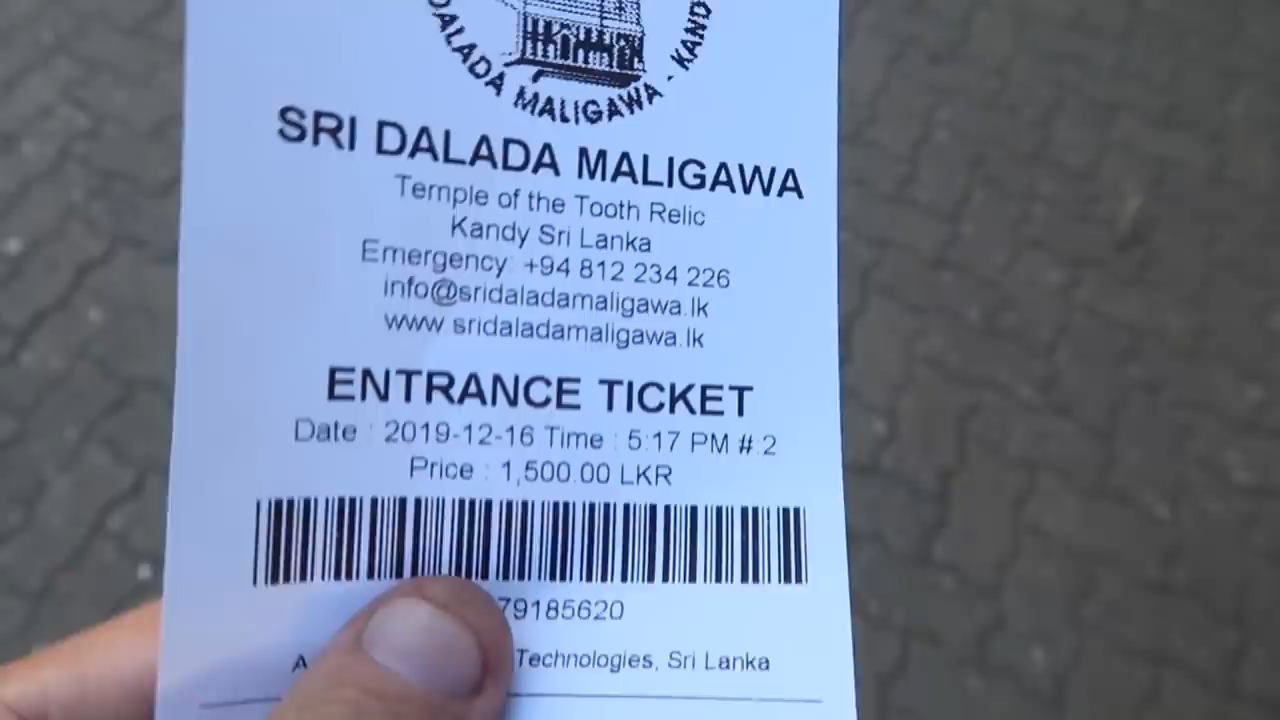 DALADA MALIGAWA - KAND
SRI DALADA MALIGAWA
Temple of the Tooth Relic
Kandy Sri Lanka
Emergency: +94 812 234 226
info@sridaladamaligawa.lk
www.sridaladamaligawa.lk
ENTRANCE TICKET
Date : 2019-12-16 Time : 5:17 PM #:2
Price : 1,500.00 LKR
79185620
A
Technologies, Sri Lanka